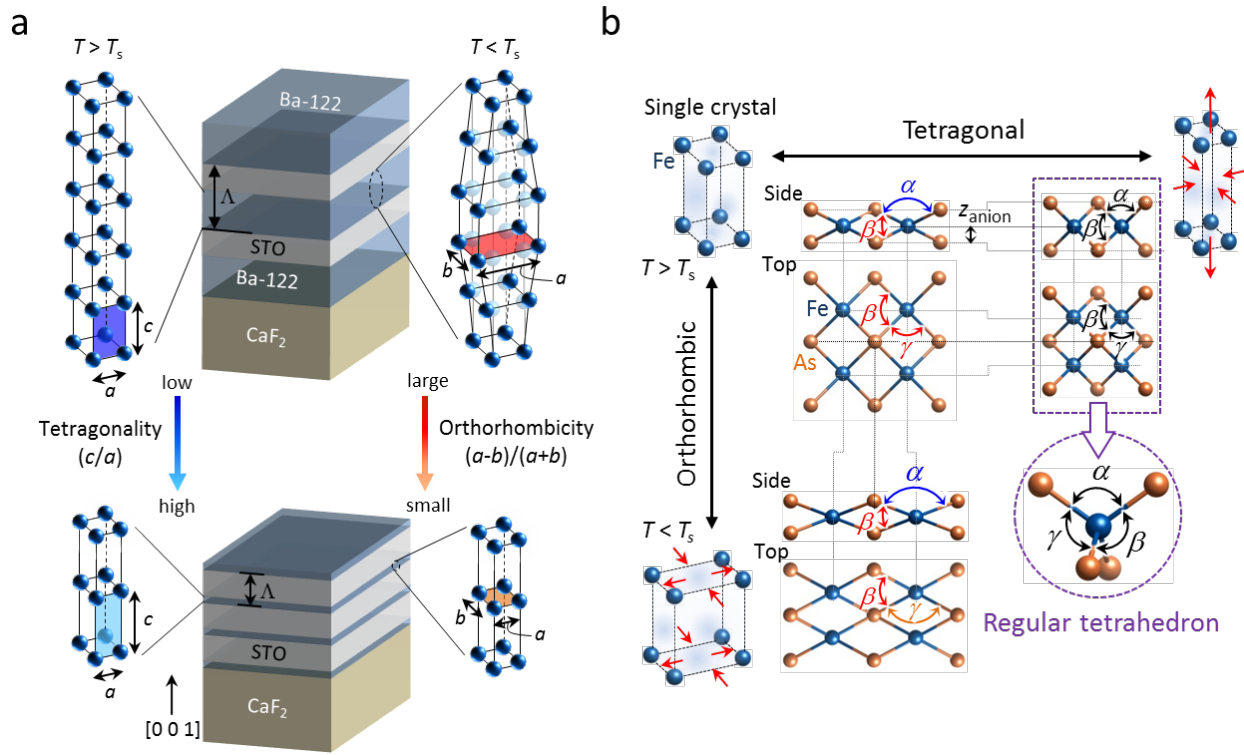 a
T > Ts
T < Ts
Ba-122
Λ
STO
Ba-122
CaF2
c
a
b
a
low
large
Tetragonality
(c/a)
Orthorhombicity
(a-b)/(a+b)
high
small
Λ
STO
CaF2
c
a
b
a
[0 0 1]
b
Single crystal
Fe
Tetragonal
T > Ts
Side
α
β
zanion
α
β
Top
Fe
As
β
γ
β
γ
Orthorhombic
Side
α
β
T < Ts
Top
β
γ
α
γ
β
Regular tetrahedron